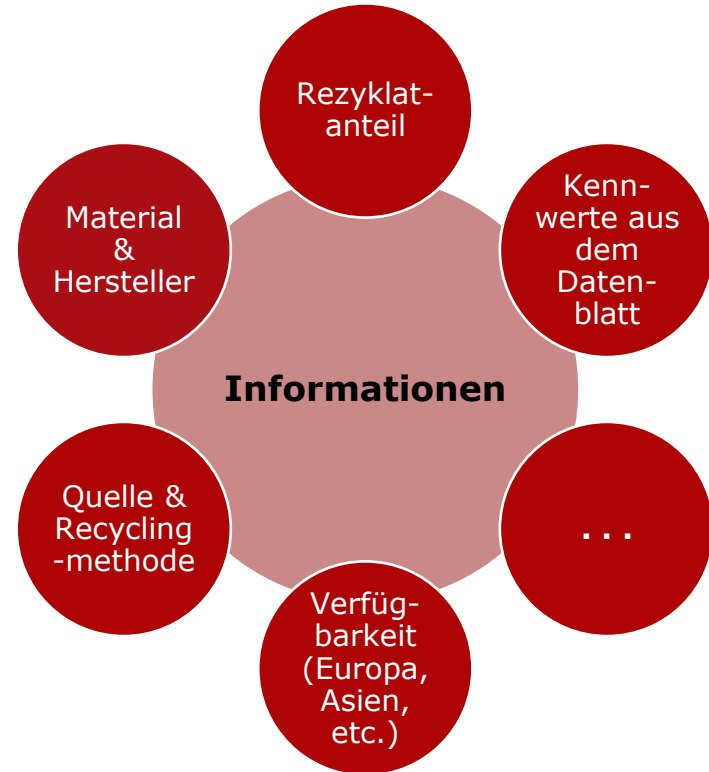 Rezyklat-
anteil
Kenn-
werte aus
dem
Daten-
blatt
Material
&
Hersteller
Informationen
Quelle &
Recycling
-methode
...
Verfüg-
barkeit
(Europa,
Asien,
etc.)